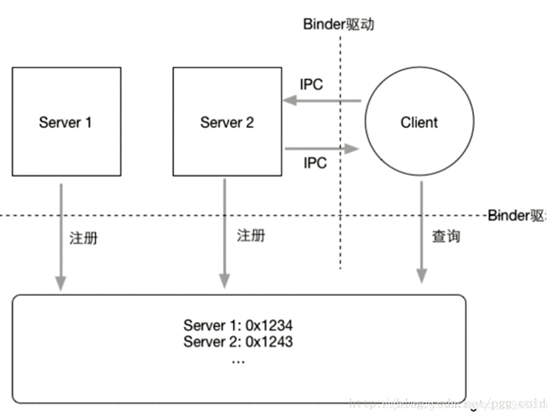 Binder驱动
IPC
Server 1
Server 2
Client
IPC
Binder驱
注册
注册
查询
Server 1: 0x1234
Server 2: 0x1243
...